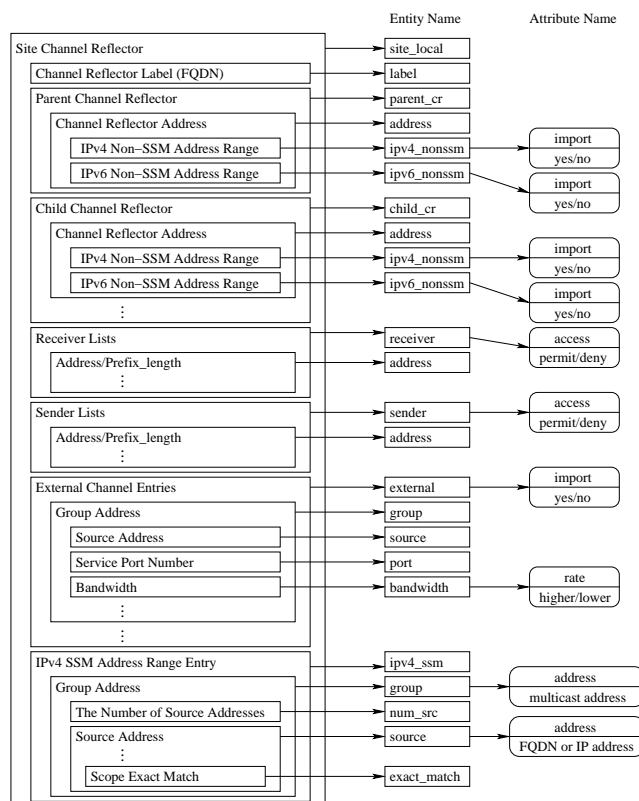 Entity Name Attribute Name
Site Channel Reflector site_local
Channel Reflector Label (FQDN) label
Parent Channel Reflector parent_cr
Channel Reflector Address address
IPv4 Non−SSM Address Range ipv4_nonssm import
yes/no
IPv6 Non−SSM Address Range ipv6_nonssm import
yes/no
Child Channel Reflector child_cr
Channel Reflector Address address
IPv4 Non−SSM Address Range ipv4_nonssm import
yes/no
IPv6 Non−SSM Address Range ipv6_nonssm import
yes/no
⋮
Receiver Lists receiver access
permit/deny
Address/Prefix_length address
⋮
Sender Lists sender access
permit/deny
Address/Prefix_length address
⋮
External Channel Entries external import
yes/no
Group Address group
Source Address source
Service Port Number port
Bandwidth bandwidth rate
higher/lower
⋮ ⋮
⋮ ⋮
IPv4 SSM Address Range Entry ipv4_ssm
Group Address group address
multicast address
The Number of Source Addresses num_src
Source Address source address
FQDN or IP address
⋮
Scope Exact Match exact_match